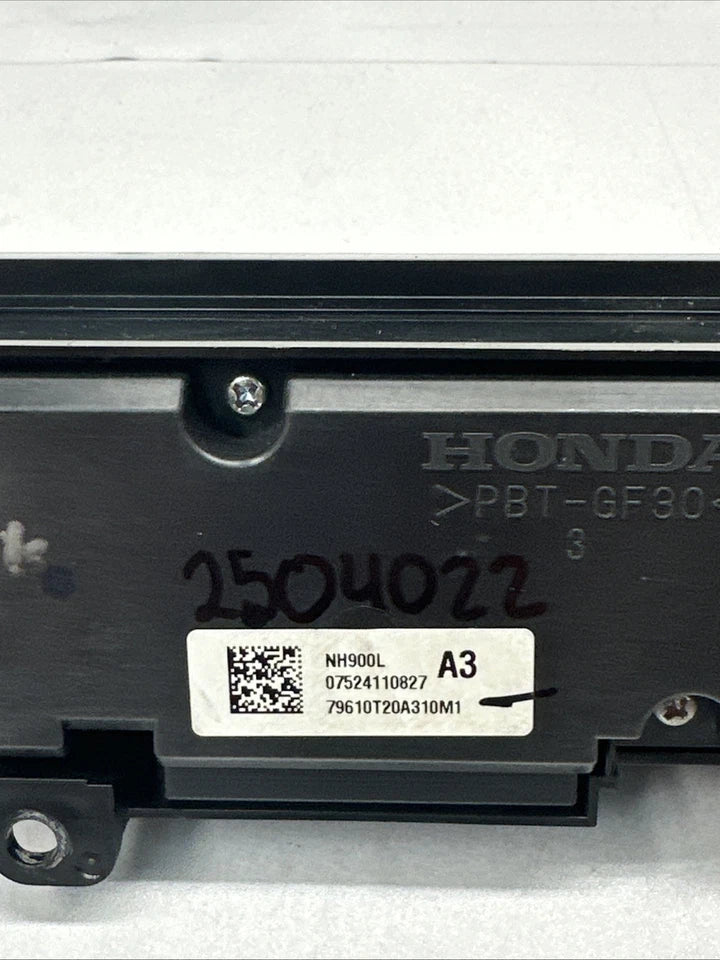 HONDA
>PBT-GF30<
3
2504022
NH900L A3
07524110827
79610T20A310M1